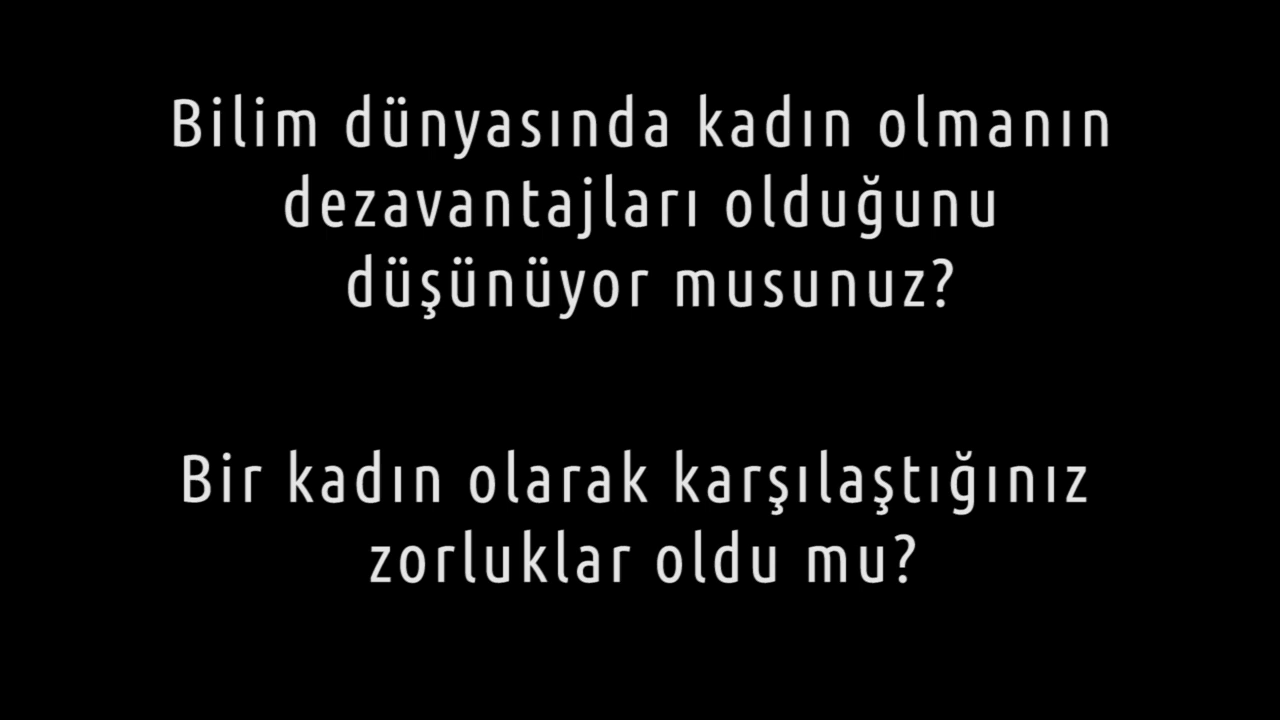 Bilim dünyasında kadın olmanın
dezavantajları olduğunu
düşünüyor musunuz?
Bir kadın olarak karşılaştığınız
zorluklar oldu mu?